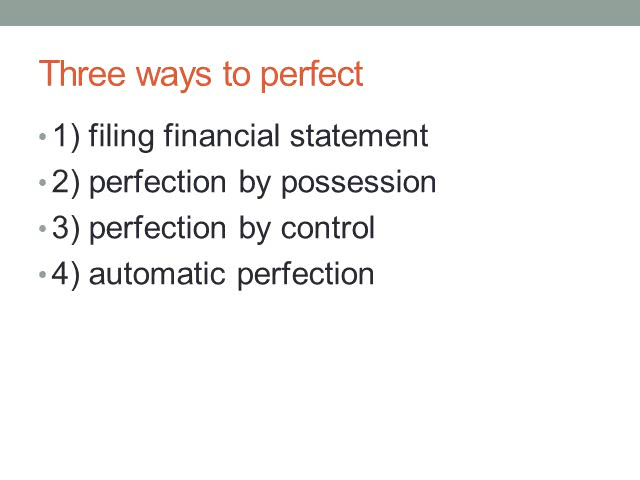 Three ways to perfect
• 1) filing financial statement
• 2) perfection by possession
• 3) perfection by control
• 4) automatic perfection